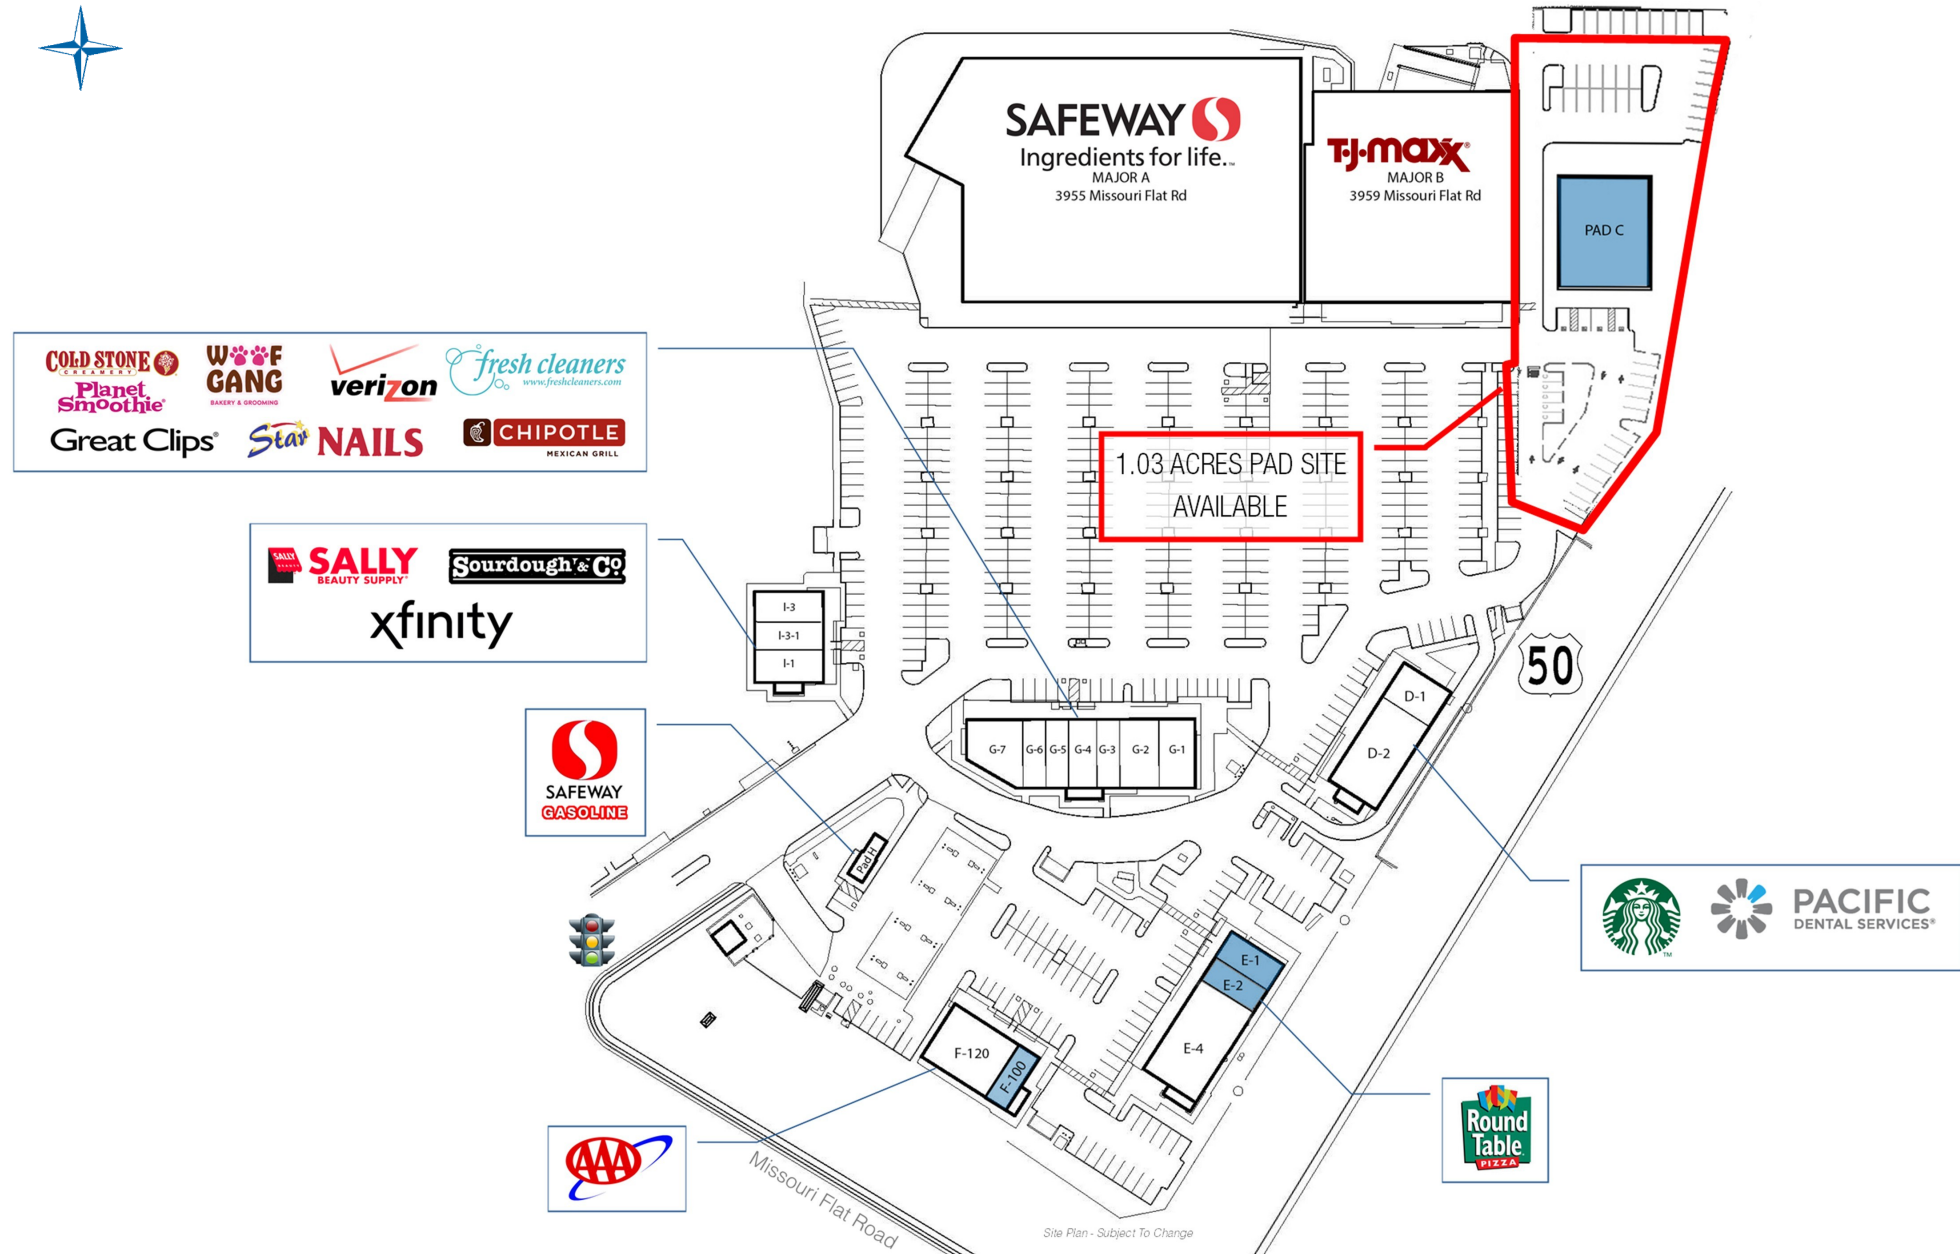 SAFEWAY
Ingredients for life.™
MAJOR A
3955 Missouri Flat Rd
T·J·maxx®
MAJOR B
3959 Missouri Flat Rd
PAD C
COLD STONE
CREAMERY
Planet
Smoothie®
WOOF
GANG
BAKERY & GROOMING
verizon
fresh cleaners
www.freshcleaners.com
Great Clips®
Star NAILS
CHIPOTLE
MEXICAN GRILL
1.03 ACRES PAD SITE
AVAILABLE
SALLY
SALLY
BEAUTY SUPPLY®
Sourdough & Co
xfinity
I-3
I-3-1
I-1
50
D-1
D-2
SAFEWAY
GASOLINE
G-7 G-6 G-5 G-4 G-3 G-2 G-1
Pad H
PACIFIC
DENTAL SERVICES®
E-1
E-2
E-4
F-120
F-100
Round
Table
PIZZA
AAA
Missouri Flat Road
Site Plan - Subject To Change